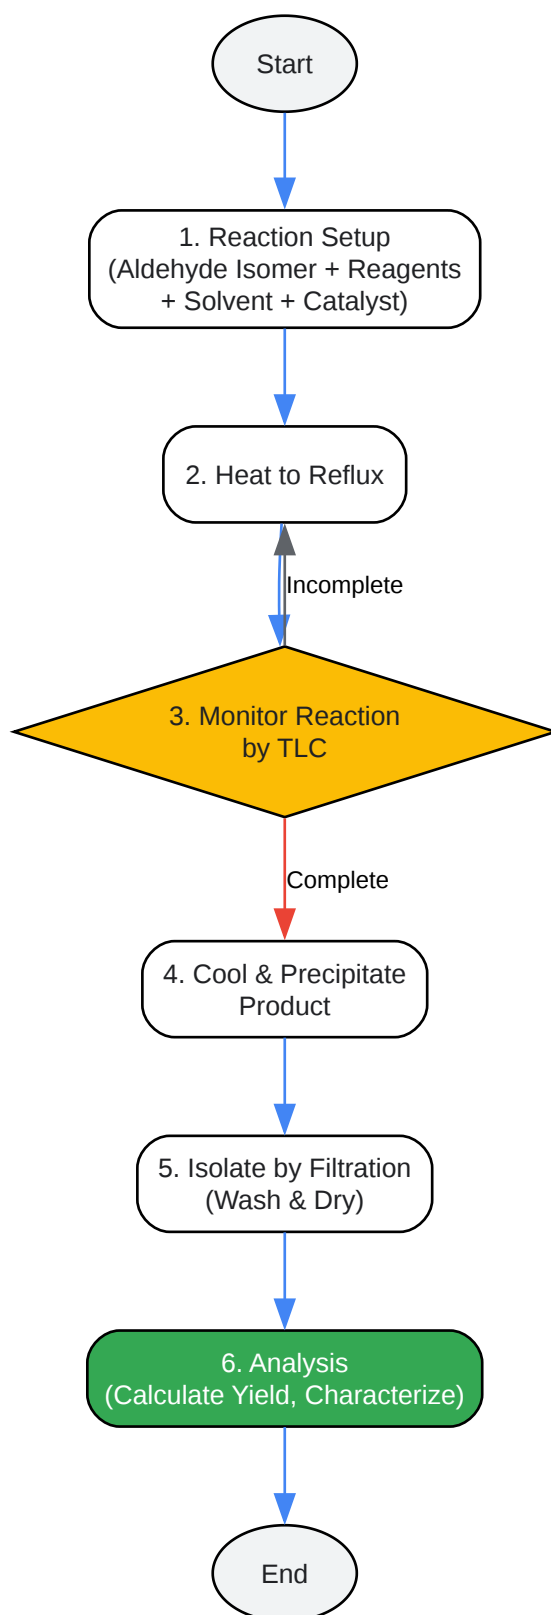 Start
1. Reaction Setup
(Aldehyde Isomer + Reagents
+ Solvent + Catalyst)
2. Heat to Reflux
Incomplete
3. Monitor Reaction
by TLC
Complete
4. Cool & Precipitate
Product
5. Isolate by Filtration
(Wash & Dry)
6. Analysis
(Calculate Yield, Characterize)
End